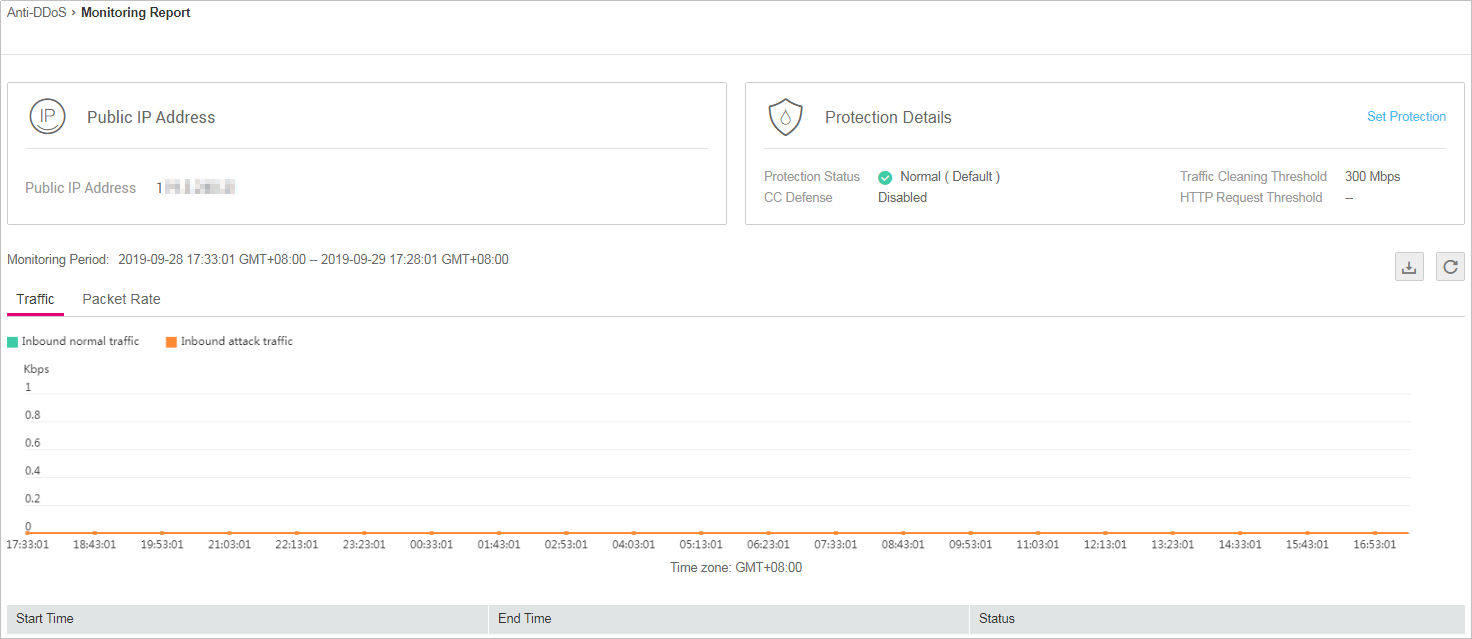 Anti-DDoS › Monitoring Report
IP Public IP Address
Public IP Address 1
Protection Details Set Protection
Protection Status Normal ( Default ) Traffic Cleaning Threshold 300 Mbps
CC Defense Disabled HTTP Request Threshold --
Monitoring Period: 2019-09-28 17:33:01 GMT+08:00 -- 2019-09-29 17:28:01 GMT+08:00
Traffic Packet Rate
Inbound normal traffic Inbound attack traffic
Kbps
1
0.8
0.6
0.4
0.2
0
17:33:01 18:43:01 19:53:01 21:03:01 22:13:01 23:23:01 00:33:01 01:43:01 02:53:01 04:03:01 05:13:01 06:23:01 07:33:01 08:43:01 09:53:01 11:03:01 12:13:01 13:23:01 14:33:01 15:43:01 16:53:01
Time zone: GMT+08:00
Start Time End Time Status